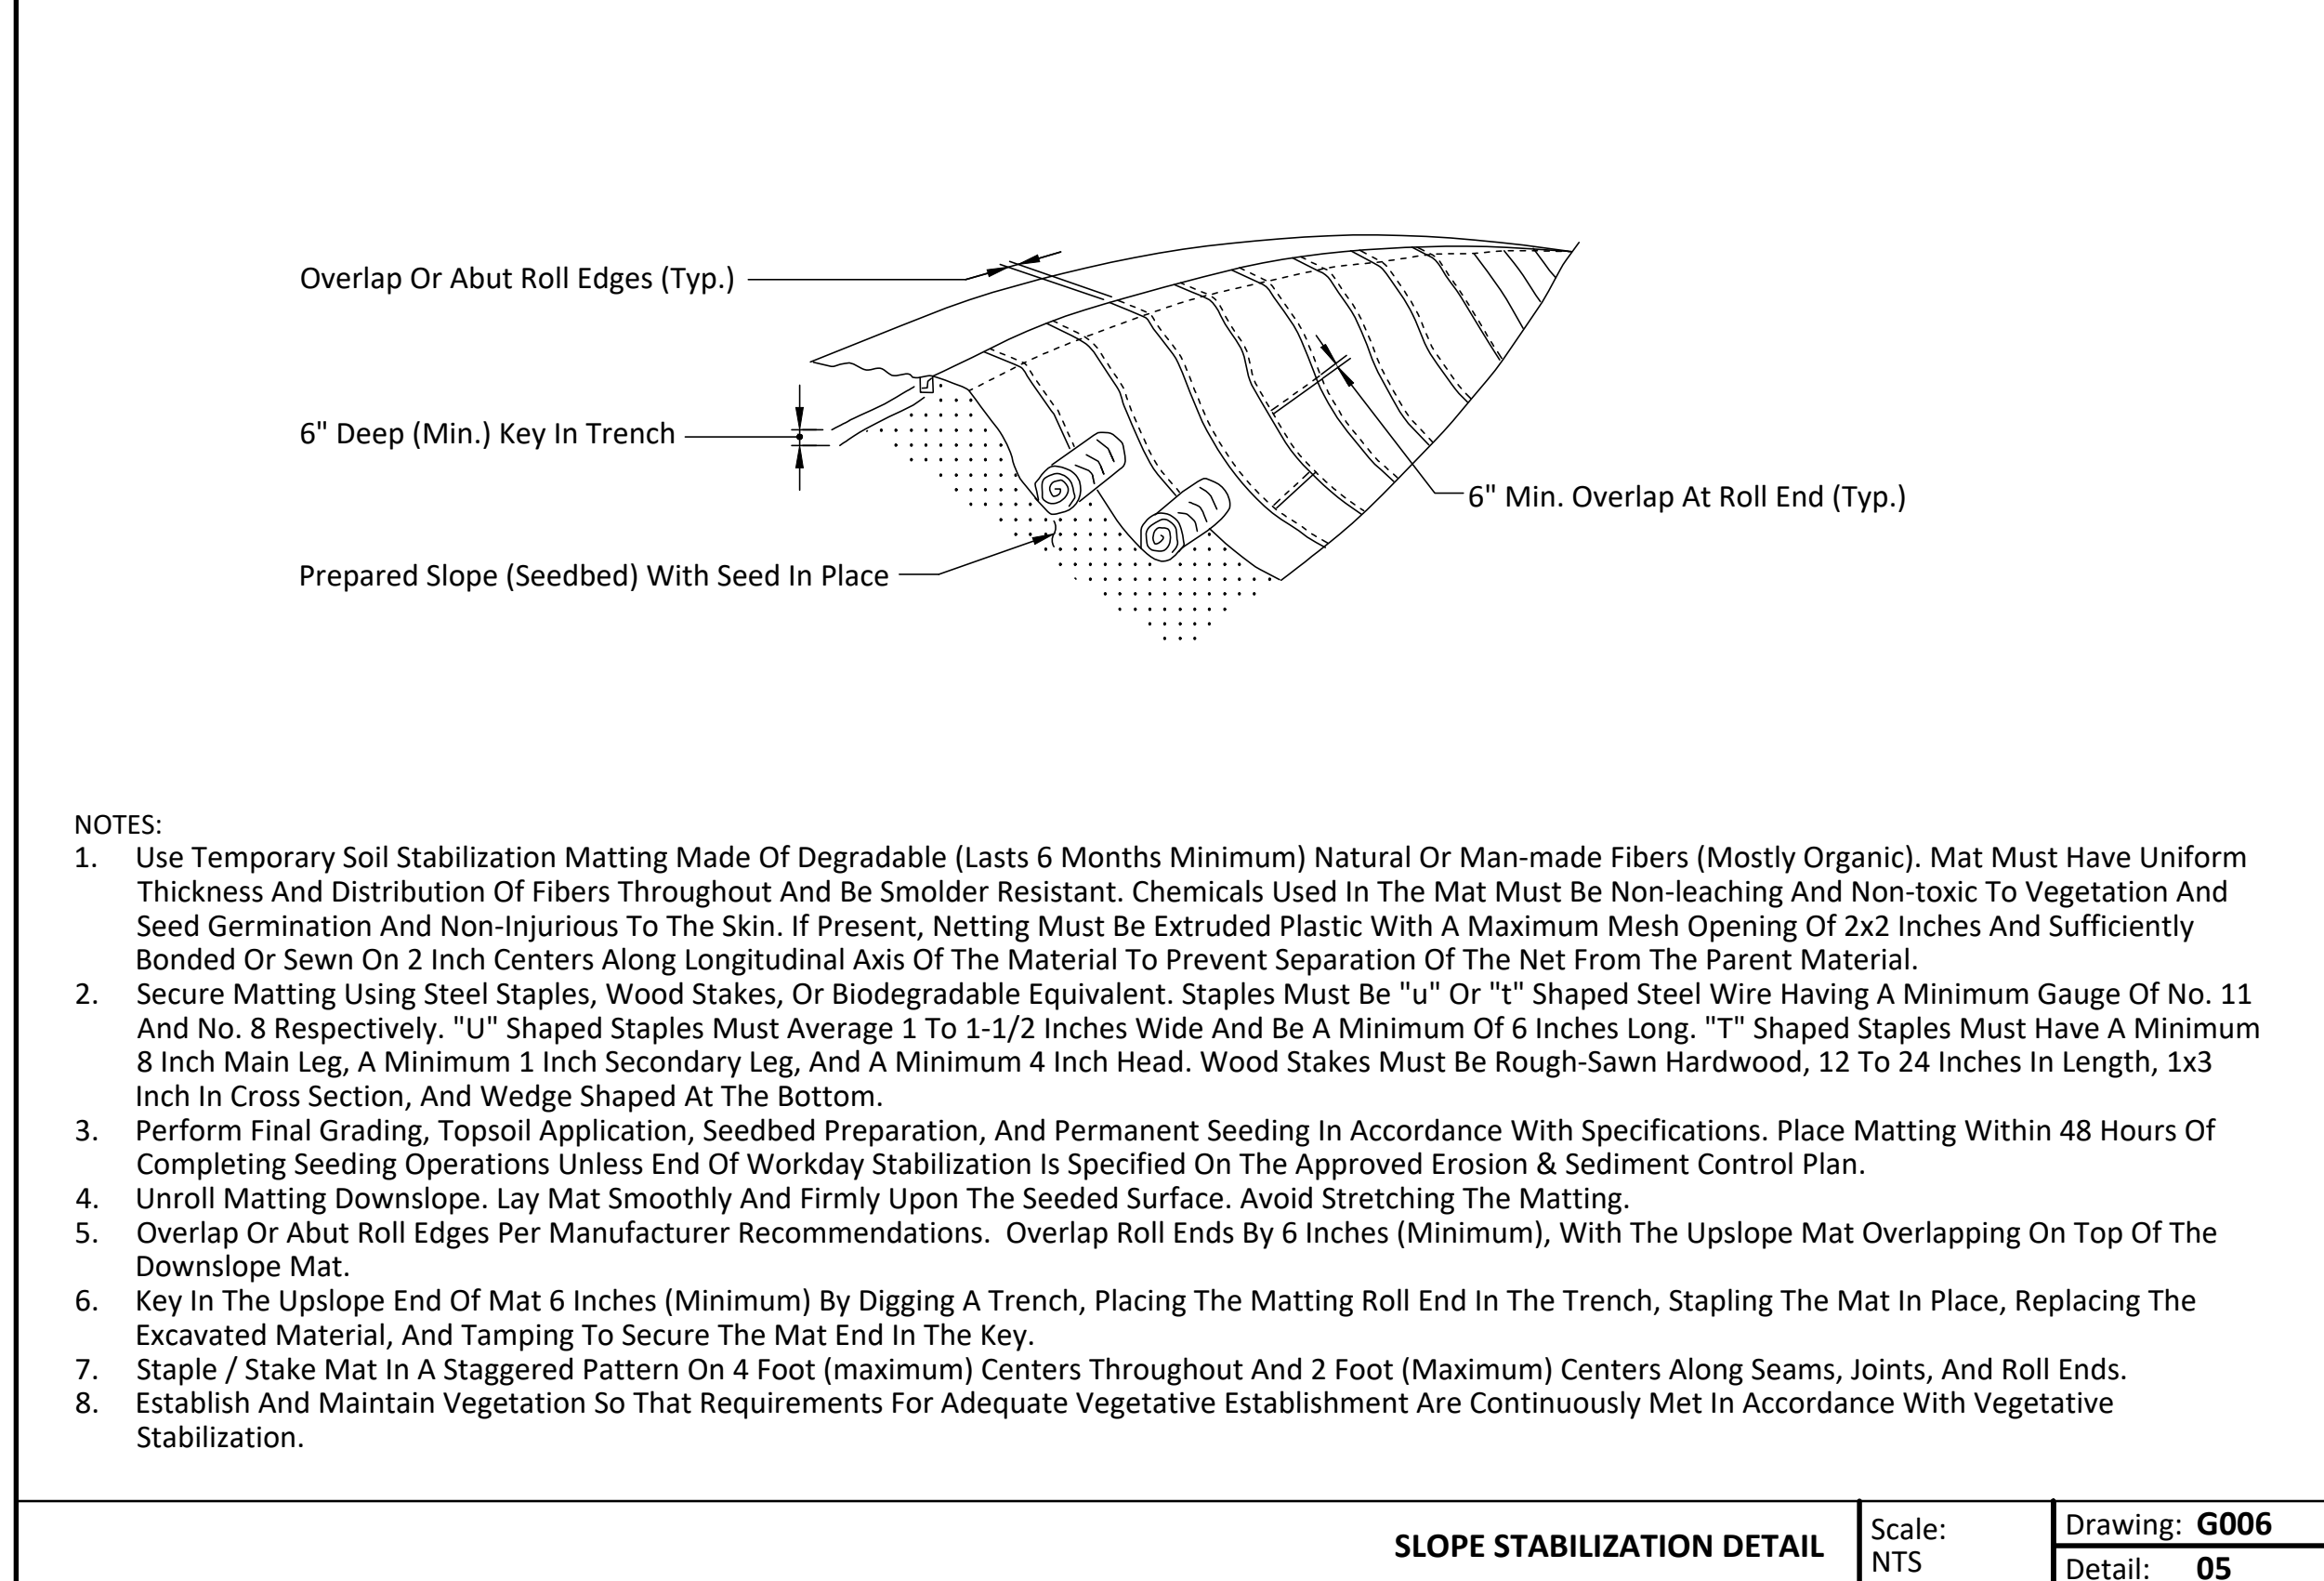 Overlap Or Abut Roll Edges (Typ.)
6" Deep (Min.) Key In Trench
6" Min. Overlap At Roll End (Typ.)
Prepared Slope (Seedbed) With Seed In Place
NOTES:
1. Use Temporary Soil Stabilization Matting Made Of Degradable (Lasts 6 Months Minimum) Natural Or Man-made Fibers (Mostly Organic). Mat Must Have Uniform
Thickness And Distribution Of Fibers Throughout And Be Smolder Resistant. Chemicals Used In The Mat Must Be Non-leaching And Non-toxic To Vegetation And
Seed Germination And Non-Injurious To The Skin. If Present, Netting Must Be Extruded Plastic With A Maximum Mesh Opening Of 2x2 Inches And Sufficiently
Bonded Or Sewn On 2 Inch Centers Along Longitudinal Axis Of The Material To Prevent Separation Of The Net From The Parent Material.
2. Secure Matting Using Steel Staples, Wood Stakes, Or Biodegradable Equivalent. Staples Must Be "u" Or "t" Shaped Steel Wire Having A Minimum Gauge Of No. 11
And No. 8 Respectively. "U" Shaped Staples Must Average 1 To 1-1/2 Inches Wide And Be A Minimum Of 6 Inches Long. "T" Shaped Staples Must Have A Minimum
8 Inch Main Leg, A Minimum 1 Inch Secondary Leg, And A Minimum 4 Inch Head. Wood Stakes Must Be Rough-Sawn Hardwood, 12 To 24 Inches In Length, 1x3
Inch In Cross Section, And Wedge Shaped At The Bottom.
3. Perform Final Grading, Topsoil Application, Seedbed Preparation, And Permanent Seeding In Accordance With Specifications. Place Matting Within 48 Hours Of
Completing Seeding Operations Unless End Of Workday Stabilization Is Specified On The Approved Erosion & Sediment Control Plan.
4. Unroll Matting Downslope. Lay Mat Smoothly And Firmly Upon The Seeded Surface. Avoid Stretching The Matting.
5. Overlap Or Abut Roll Edges Per Manufacturer Recommendations. Overlap Roll Ends By 6 Inches (Minimum), With The Upslope Mat Overlapping On Top Of The
Downslope Mat.
6. Key In The Upslope End Of Mat 6 Inches (Minimum) By Digging A Trench, Placing The Matting Roll End In The Trench, Stapling The Mat In Place, Replacing The
Excavated Material, And Tamping To Secure The Mat End In The Key.
7. Staple / Stake Mat In A Staggered Pattern On 4 Foot (maximum) Centers Throughout And 2 Foot (Maximum) Centers Along Seams, Joints, And Roll Ends.
8. Establish And Maintain Vegetation So That Requirements For Adequate Vegetative Establishment Are Continuously Met In Accordance With Vegetative
Stabilization.
SLOPE STABILIZATION DETAIL
Scale:
NTS
Drawing: G006
Detail: 05